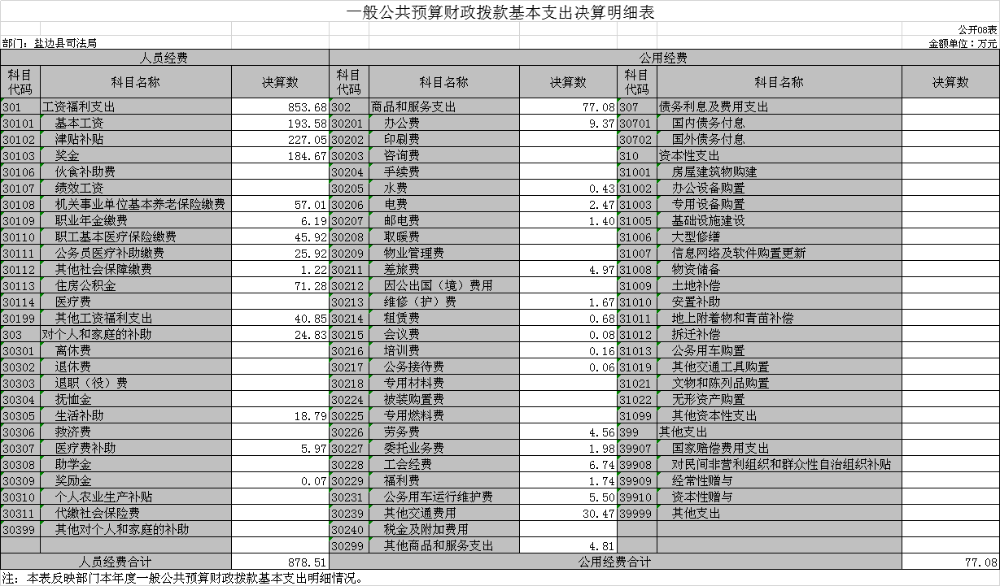 一般公共预算财政拨款基本支出决算明细表
公开08表
部门：盐边县司法局 金额单位：万元
人员经费 公用经费
科目代码 科目名称 决算数 科目代码 科目名称 决算数 科目代码 科目名称 决算数
301 工资福利支出 853.68 302 商品和服务支出 77.08 307 债务利息及费用支出
30101 基本工资 193.58 30201 办公费 9.37 30701 国内债务付息
30102 津贴补贴 227.05 30202 印刷费 30702 国外债务付息
30103 奖金 184.67 30203 咨询费 310 资本性支出
30106 伙食补助费 30204 手续费 31001 房屋建筑物购建
30107 绩效工资 30205 水费 0.43 31002 办公设备购置
30108 机关事业单位基本养老保险缴费 57.01 30206 电费 2.47 31003 专用设备购置
30109 职业年金缴费 6.19 30207 邮电费 1.40 31005 基础设施建设
30110 职工基本医疗保险缴费 45.92 30208 取暖费 31006 大型修缮
30111 公务员医疗补助缴费 25.92 30209 物业管理费 31007 信息网络及软件购置更新
30112 其他社会保障缴费 1.22 30211 差旅费 4.97 31008 物资储备
30113 住房公积金 71.28 30212 因公出国（境）费用 31009 土地补偿
30114 医疗费 30213 维修（护）费 1.67 31010 安置补助
30199 其他工资福利支出 40.85 30214 租赁费 0.68 31011 地上附着物和青苗补偿
303 对个人和家庭的补助 24.83 30215 会议费 0.08 31012 拆迁补偿
30301 离休费 30216 培训费 0.16 31013 公务用车购置
30302 退休费 30217 公务接待费 0.06 31019 其他交通工具购置
30303 退职（役）费 30218 专用材料费 31021 文物和陈列品购置
30304 抚恤金 30224 被装购置费 31022 无形资产购置
30305 生活补助 18.79 30225 专用燃料费 31099 其他资本性支出
30306 救济费 30226 劳务费 4.56 399 其他支出
30307 医疗费补助 5.97 30227 委托业务费 1.98 39907 国家赔偿费用支出
30308 助学金 30228 工会经费 6.74 39908 对民间非营利组织和群众性自治组织补贴
30309 奖励金 0.07 30229 福利费 1.74 39909 经常性赠与
30310 个人农业生产补贴 30231 公务用车运行维护费 5.50 39910 资本性赠与
30311 代缴社会保险费 30239 其他交通费用 30.47 39999 其他支出
30399 其他对个人和家庭的补助 30240 税金及附加费用
30299 其他商品和服务支出 4.81
人员经费合计 878.51 公用经费合计 77.08
注：本表反映部门本年度一般公共预算财政拨款基本支出明细情况。